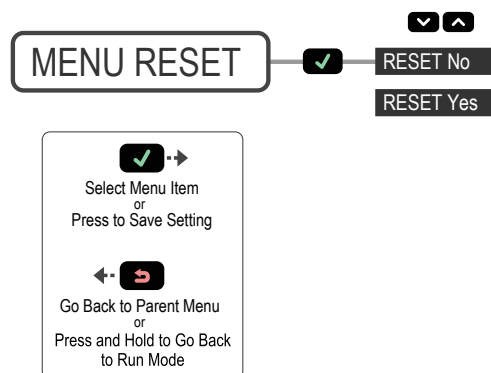 MENU RESET
RESET No
RESET Yes
Select Menu Item
or
Press to Save Setting
Go Back to Parent Menu
or
Press and Hold to Go Back
to Run Mode